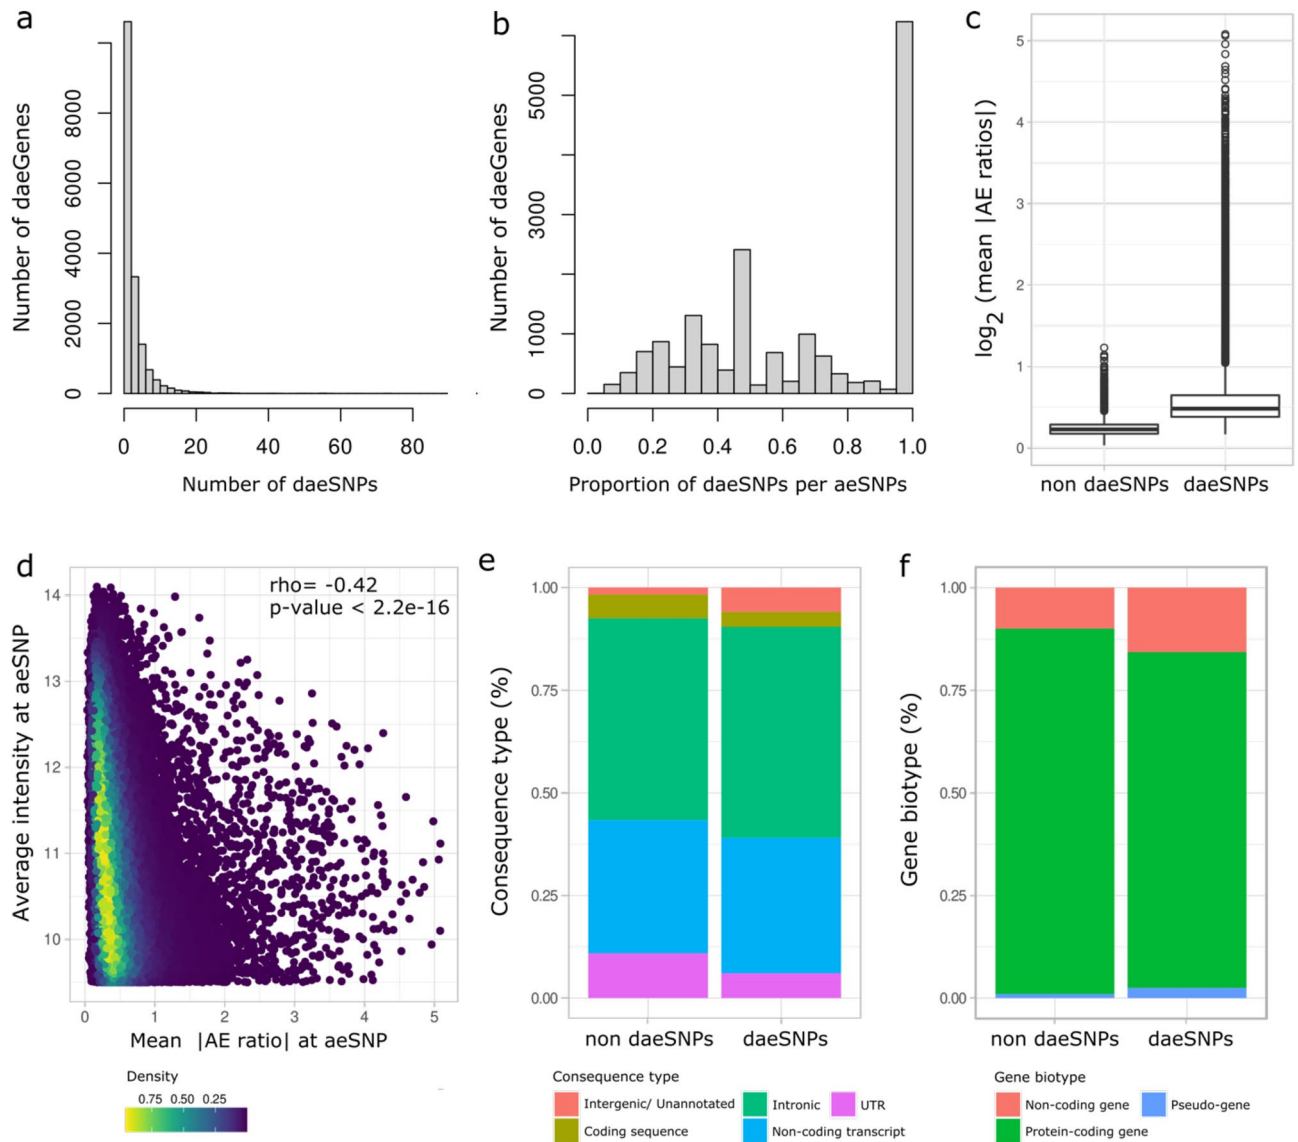 a
Number of daeGenes
0 2000 4000 6000 8000
0 20 40 60 80
Number of daeSNPs
b
Number of daeGenes
0 1000 3000 5000
0.0 0.2 0.4 0.6 0.8 1.0
Proportion of daeSNPs per aeSNPs
c
log2 (mean |AE ratios|)
5
4
3
2
1
0
non daeSNPs daeSNPs
d
rho= -0.42
p-value < 2.2e-16
Average intensity at aeSNP
14
13
12
11
10
0 1 2 3 4 5
Mean |AE ratio| at aeSNP
Density
0.75 0.50 0.25
e
Consequence type (%)
1.00
0.75
0.50
0.25
0.00
non daeSNPs daeSNPs
Consequence type
Intergenic/ Unannotated Intronic UTR
Coding sequence Non-coding transcript
f
Gene biotype (%)
1.00
0.75
0.50
0.25
0.00
non daeSNPs daeSNPs
Gene biotype
Non-coding gene Pseudo-gene
Protein-coding gene